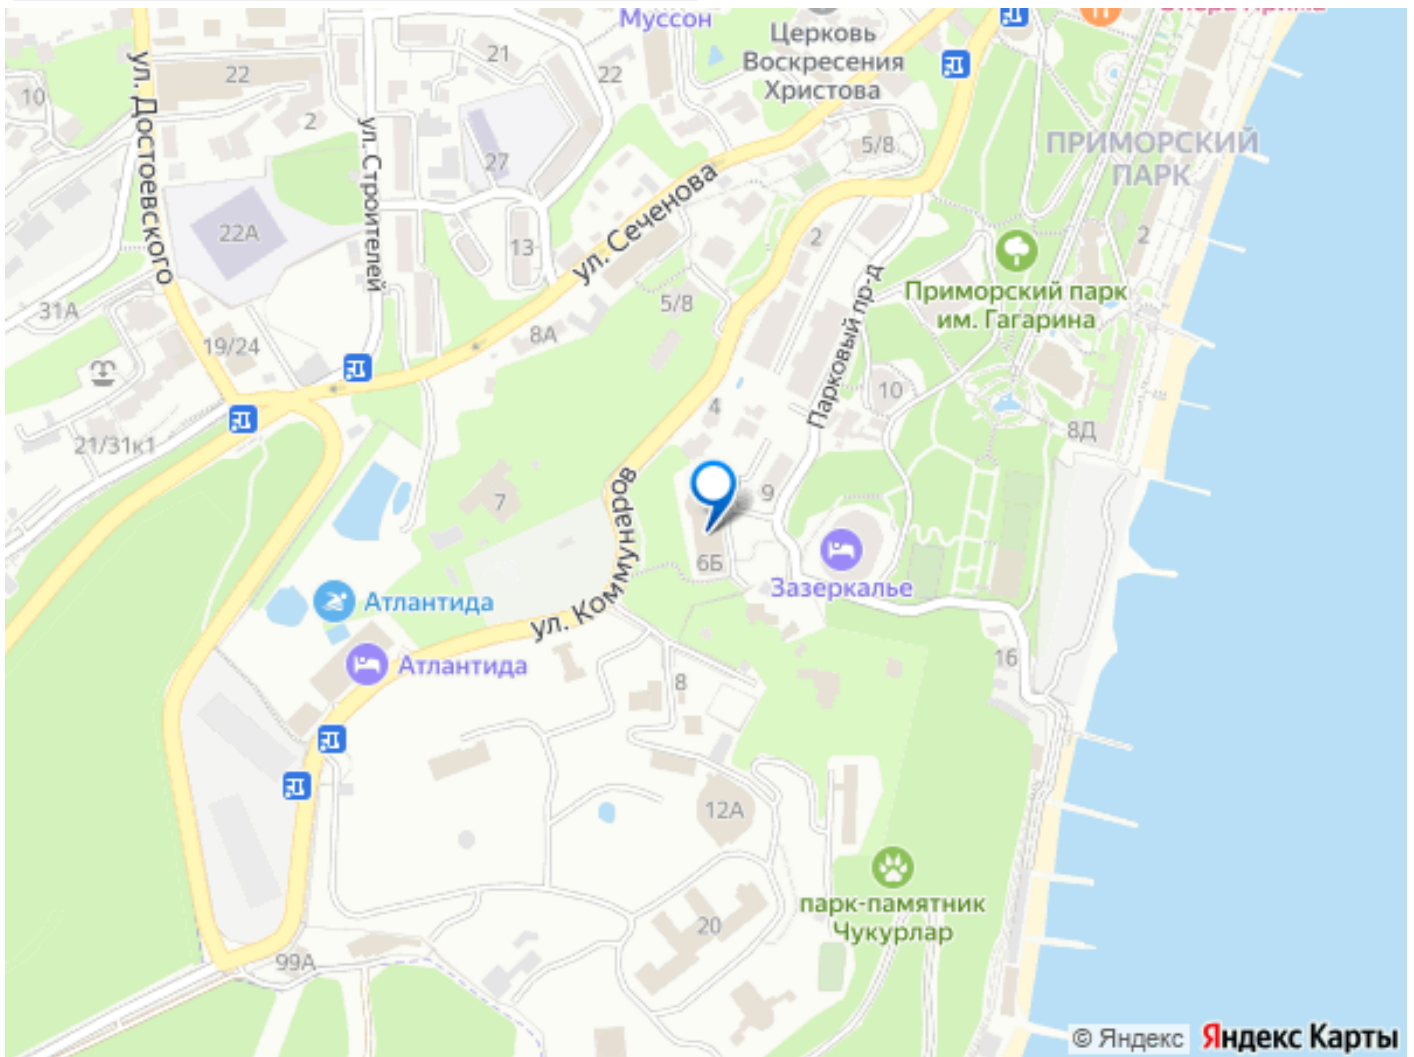 Муссон
Церковь
Воскресения
Христова
ул. Достоевского
22
21
22
10
2
ул. Строителей
27
5/8
ПРИМОРСКИЙ
ПАРК
ул. Сеченова
22А
13
2
2
Приморский парк
им. Гагарина
31А
5/8
8А
19/24
Парковый пр-д
10
4
8Д
21/31к1
ул. Коммунаров
7
9
6Б
Зазеркалье
Атлантида
Атлантида
16
8
12А
парк-памятник
Чукурлар
20
99А
© Яндекс Яндекс Карты